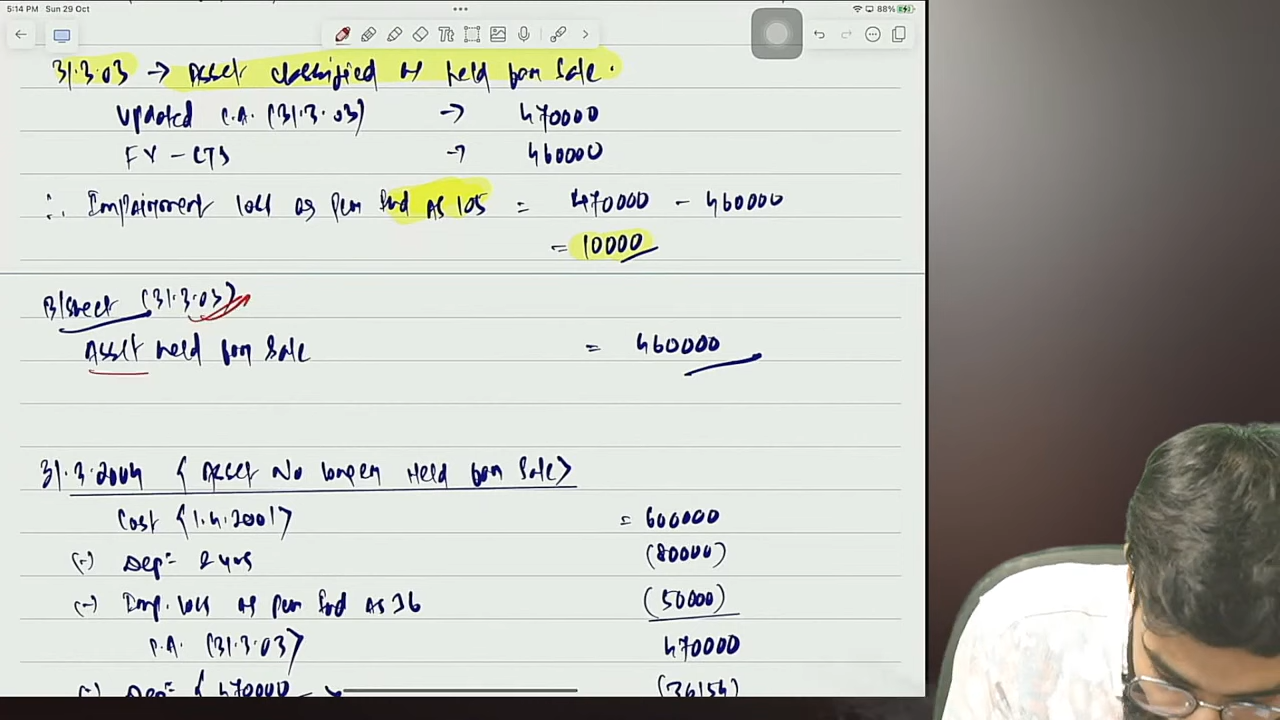 5:14 PM Sun 29 Oct
88%
31.3.03 → Asset classified as held for sale.
Updated C.A. (31.3.03) → 470000
FV - CTS → 460000
∴ Impairment loss as per Ind AS 105 = 470000 - 460000
= 10000
B/sheet (31.3.03)
Asset held for sale = 460000
31.3.2004 { Asset No longer Held for Sale}
Cost {1.4.2001} = 600000
(-) Dep= 2 yrs (80000)
(-) Imp. loss as per Ind AS 36 (50000)
C.A. (31.3.03) 470000
(-) Dep= { 470000 (36154)